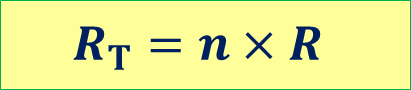 R_T = n × R